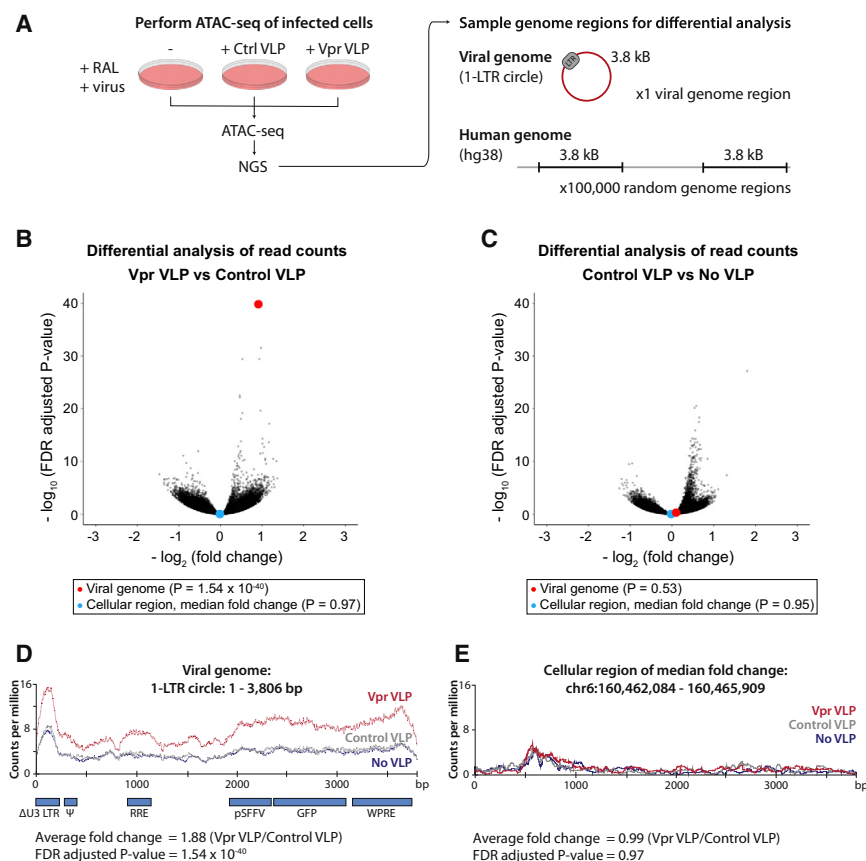 A
Perform ATAC-seq of infected cells
- + Ctrl VLP + Vpr VLP
+ RAL
+ virus
ATAC-seq
NGS
Sample genome regions for differential analysis
Viral genome
(1-LTR circle)
LTR
3.8 kB
x1 viral genome region
Human genome
(hg38)
3.8 kB 3.8 kB
x100,000 random genome regions
B
Differential analysis of read counts
Vpr VLP vs Control VLP
- log10 (FDR adjusted P-value)
40
30
20
10
0
-3 -2 -1 0 1 2 3
- log2 (fold change)
Viral genome (P = 1.54 x 10-40)
Cellular region, median fold change (P = 0.97)
C
Differential analysis of read counts
Control VLP vs No VLP
- log10 (FDR adjusted P-value)
40
30
20
10
0
-3 -2 -1 0 1 2 3
- log2 (fold change)
Viral genome (P = 0.53)
Cellular region, median fold change (P = 0.95)
D
Viral genome:
1-LTR circle: 1 - 3,806 bp
Counts per million
16
8
0
Vpr VLP
Control VLP
No VLP
0 1000 2000 3000 bp
ΔU3 LTR Ψ RRE pSFFV GFP WPRE
Average fold change = 1.88 (Vpr VLP/Control VLP)
FDR adjusted P-value = 1.54 x 10-40
E
Cellular region of median fold change:
chr6:160,462,084 - 160,465,909
Counts per million
16
8
0
Vpr VLP
Control VLP
No VLP
0 1000 2000 3000 bp
Average fold change = 0.99 (Vpr VLP/Control VLP)
FDR adjusted P-value = 0.97